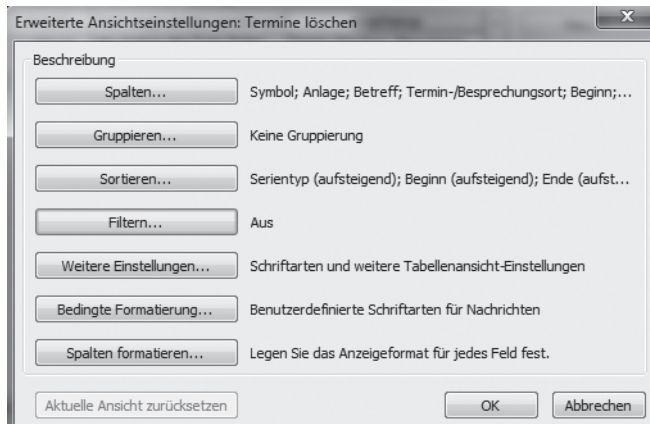 Erweiterte Ansichtseinstellungen: Termine löschen
Beschreibung
Spalten... Symbol; Anlage; Betreff; Termin-/Besprechungsort; Beginn;...
Gruppieren... Keine Gruppierung
Sortieren... Serientyp (aufsteigend); Beginn (aufsteigend); Ende (aufst...
Filtern... Aus
Weitere Einstellungen... Schriftarten und weitere Tabellenansicht-Einstellungen
Bedingte Formatierung... Benutzerdefinierte Schriftarten für Nachrichten
Spalten formatieren... Legen Sie das Anzeigeformat für jedes Feld fest.
Aktuelle Ansicht zurücksetzen OK Abbrechen